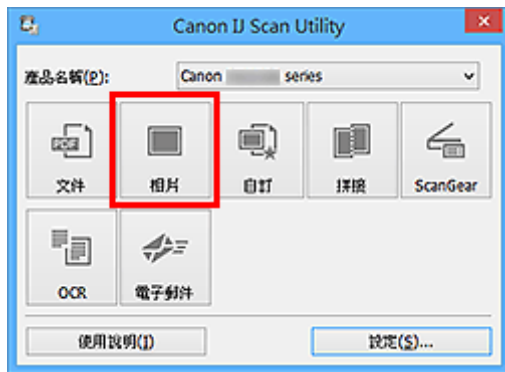 Canon IJ Scan Utility
產品名稱(P):
Canon series
文件
相片
自訂
拼接
ScanGear
OCR
電子郵件
使用說明(I)
設定(S)...